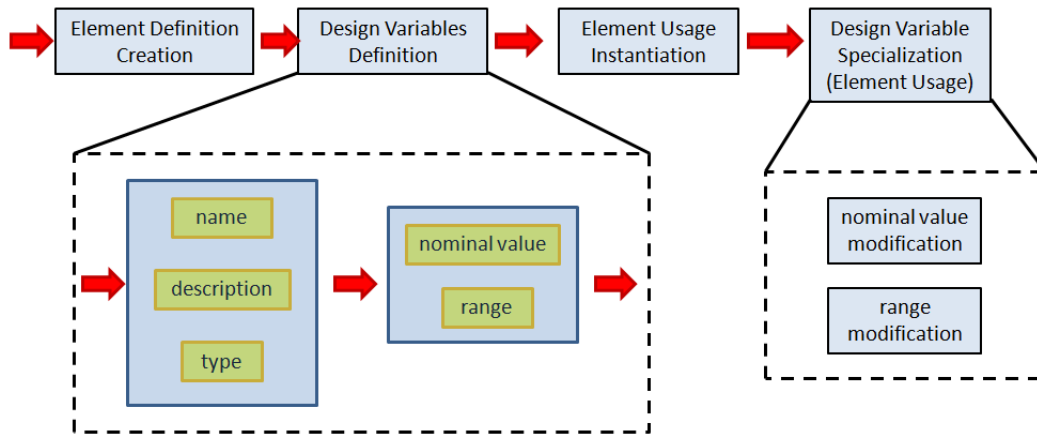 Element Definition
Creation
Design Variables
Definition
Element Usage
Instantiation
Design Variable
Specialization
(Element Usage)
name
description
type
nominal value
range
nominal value
modification
range
modification